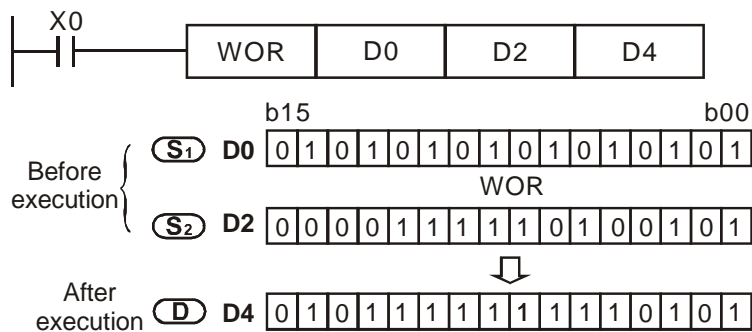 X0
WOR D0 D2 D4
b15 b00
Before execution
S1 D0 0 1 0 1 0 1 0 1 0 1 0 1 0 1 0 1
WOR
S2 D2 0 0 0 0 1 1 1 1 1 0 1 0 0 1 0 1
After execution
D D4 0 1 0 1 1 1 1 1 1 1 1 1 0 1 0 1